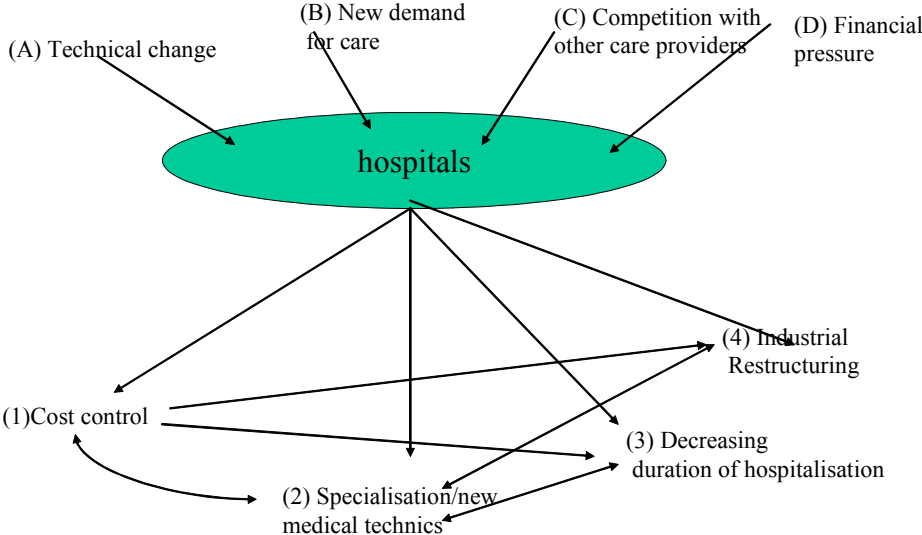 (A) Technical change
(B) New demand
for care
(C) Competition with
other care providers
(D) Financial
pressure
hospitals
(4) Industrial
Restructuring
(1)Cost control
(3) Decreasing
duration of hospitalisation
(2) Specialisation/new
medical technics